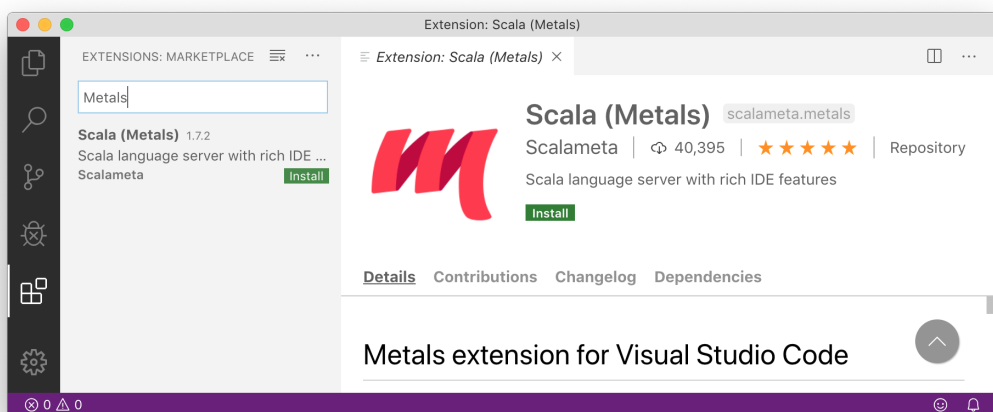 Extension: Scala (Metals)
EXTENSIONS: MARKETPLACE
Metals
Scala (Metals) 1.7.2
Scala language server with rich IDE ...
Scalameta Install
Extension: Scala (Metals)
Scala (Metals) scalameta.metals
Scalameta 40,395 Repository
Scala language server with rich IDE features
Install
Details Contributions Changelog Dependencies
Metals extension for Visual Studio Code
0 0